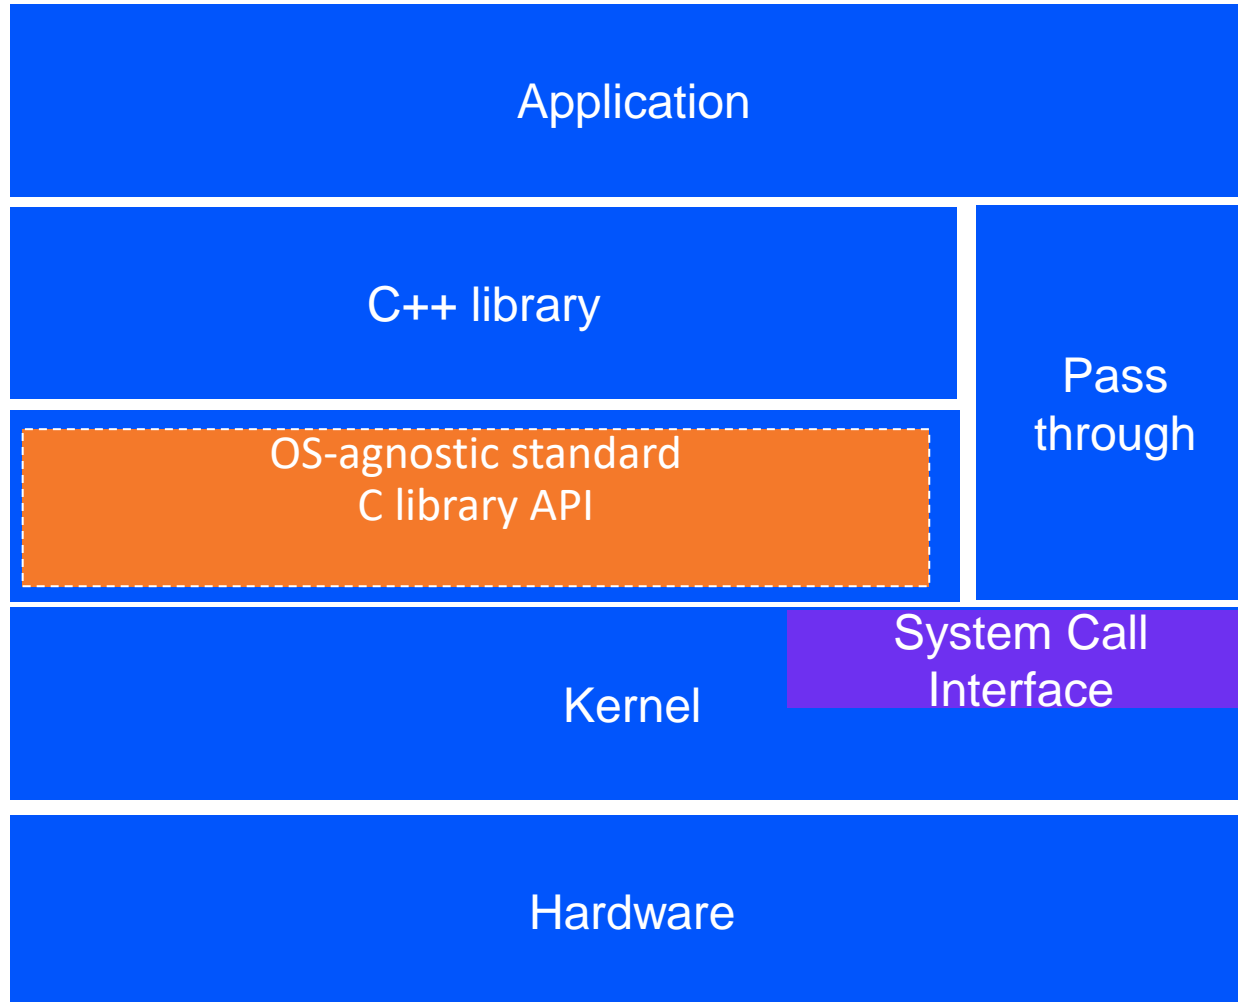 Application
C++ library
Pass
through
OS-agnostic standard
C library API
System Call
Interface
Kernel
Hardware